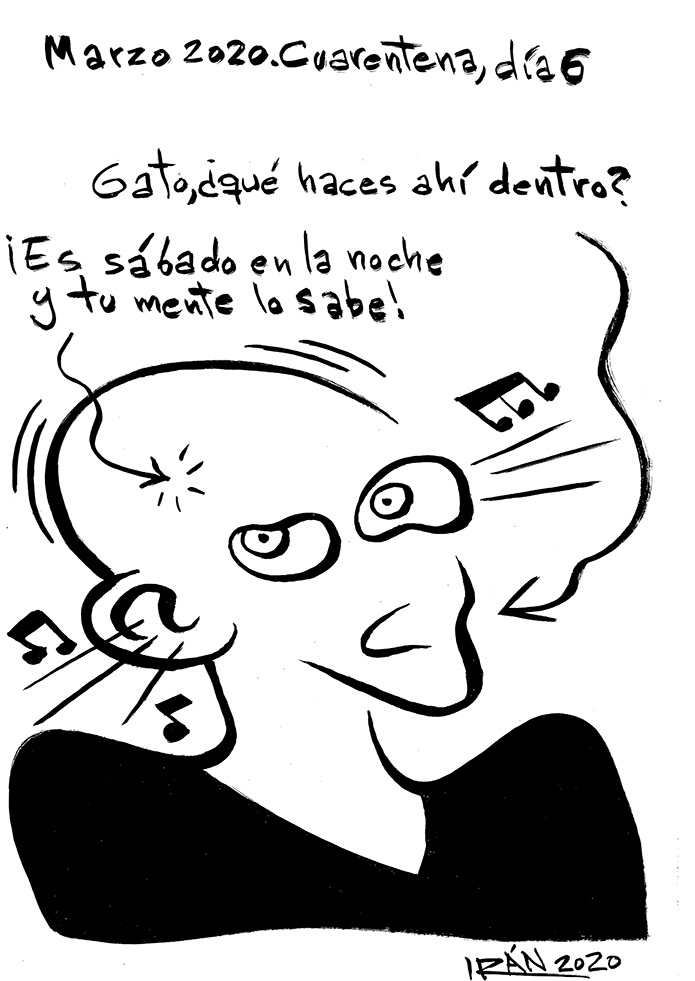 Marzo 2020. Cuarentena, día 6
Gato, ¿qué haces ahí dentro?
¡Es sábado en la noche
y tu mente lo sabe!
IRÁN 2020